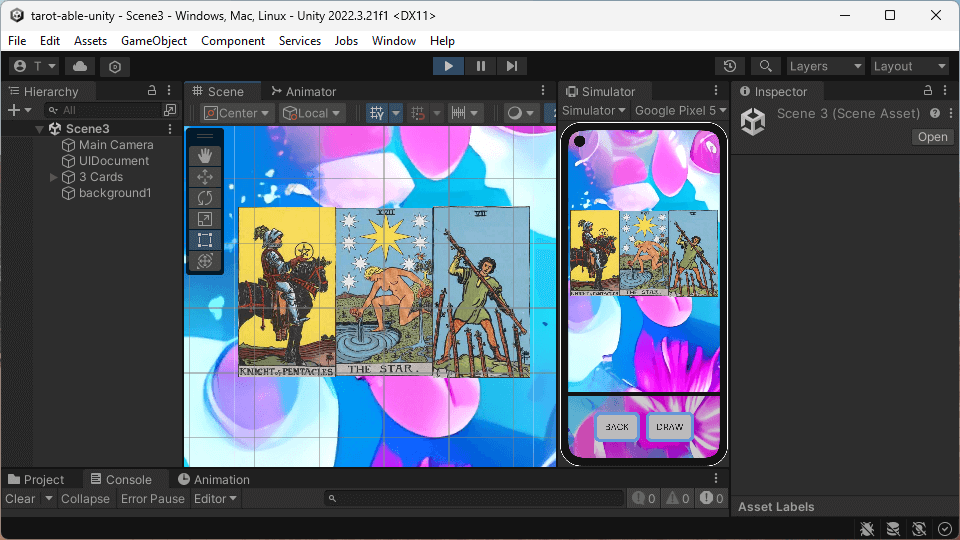 tarot-able-unity - Scene3 - Windows, Mac, Linux - Unity 2022.3.21f1 <DX11>
File Edit Assets GameObject Component Services Jobs Window Help
T Layers Layout
Hierarchy Scene Animator Simulator Inspector
All Center Local Simulator Google Pixel 5 Scene 3 (Scene Asset)
Open
Scene3
Main Camera
UIDocument
3 Cards
background1
XVII VII
KNIGHT of PENTACLES THE STAR.
KNIGHT of PENTACLES THE STAR.
BACK DRAW
Project Console Animation
Clear Collapse Error Pause Editor 0 0 0
Asset Labels